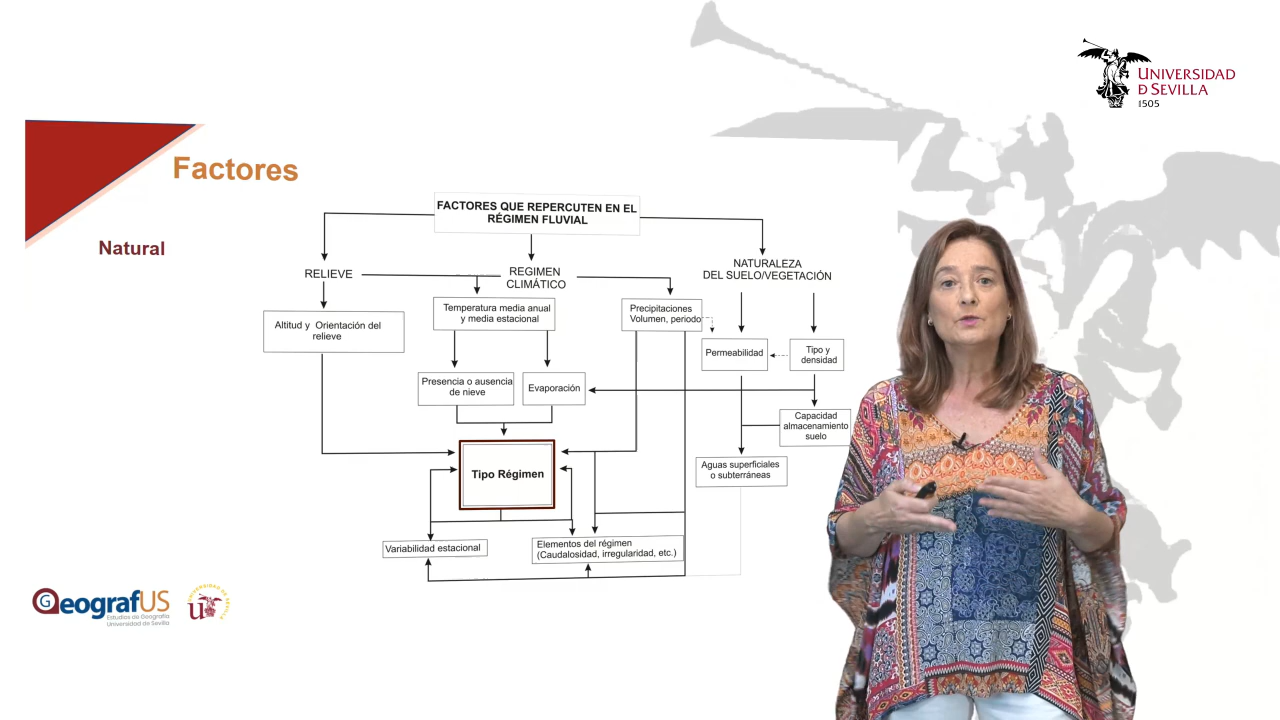 UNIVERSIDAD
D SEVILLA
1505
Factores
Natural
FACTORES QUE REPERCUTEN EN EL
RÉGIMEN FLUVIAL
RELIEVE
REGIMEN
CLIMÁTICO
NATURALEZA
DEL SUELO/VEGETACIÓN
Altitud y Orientación del
relieve
Temperatura media anual
y media estacional
Precipitaciones
Volumen, periodo
Permeabilidad
Tipo y
densidad
Presencia o ausencia
de nieve
Evaporación
Capacidad
almacenamiento
suelo
Tipo Régimen
Aguas superficiales
o subterráneas
Variabilidad estacional
Elementos del régimen
(Caudalosidad, irregularidad, etc.)
GeografUS
Estudios de Geografía
Universidad de Sevilla
UNIVERSIDAD DE SEVILLA